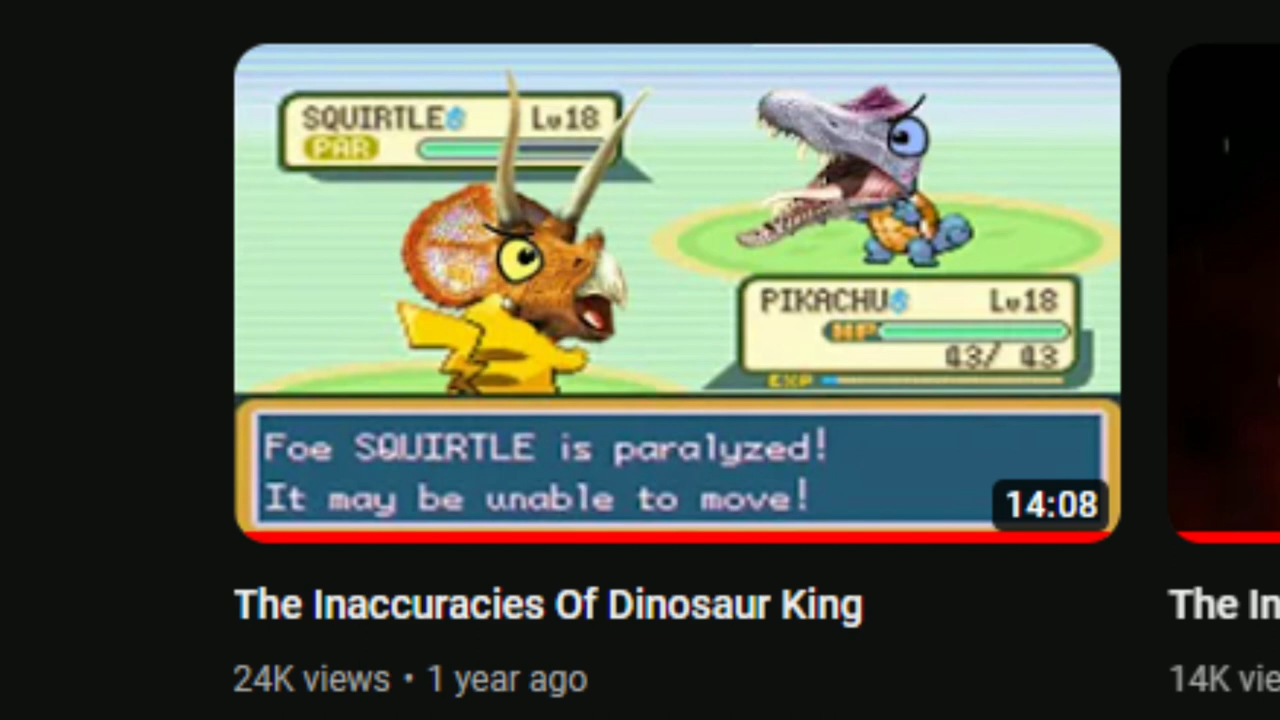 SQUIRTLE Lv18
PAR
PIKACHU Lv18
HP
43/ 43
EXP
Foe SQUIRTLE is paralyzed!
It may be unable to move!
14:08
The Inaccuracies Of Dinosaur King
24K views • 1 year ago
The In
14K vie